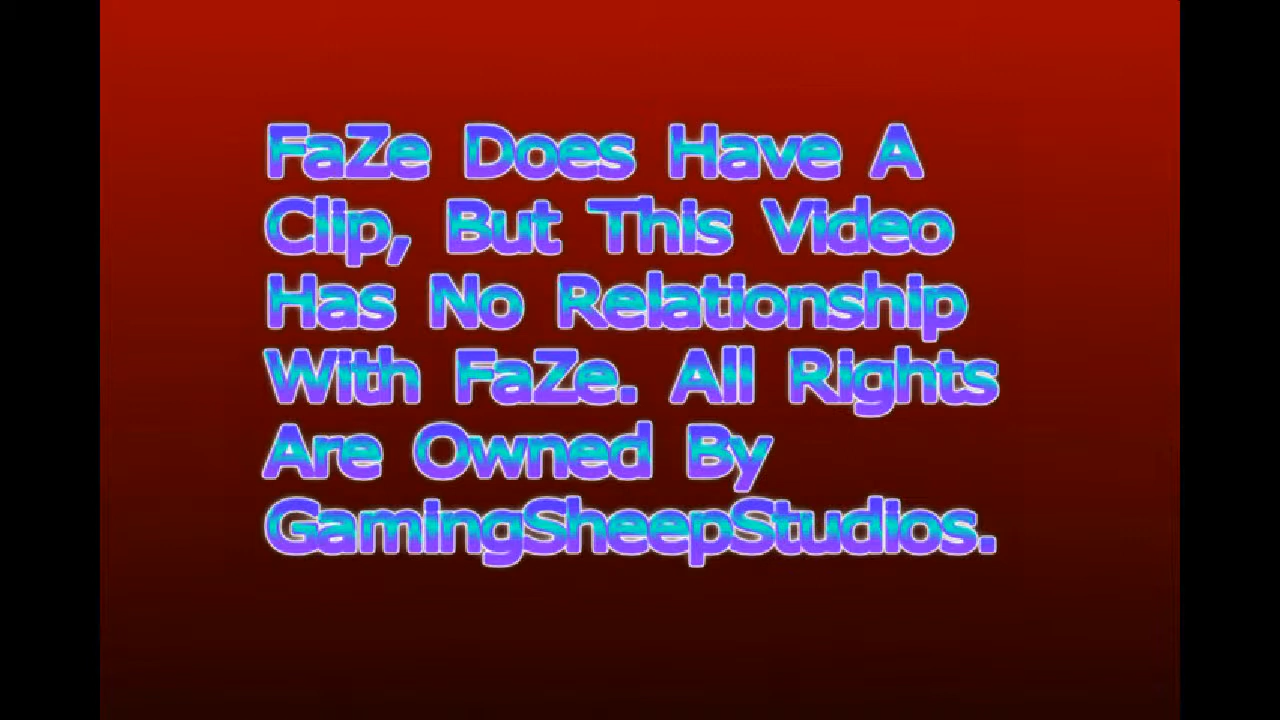 FaZe Does Have A
Clip, But This Video
Has No Relationship
With FaZe. All Rights
Are Owned By
GamingSheepStudios.